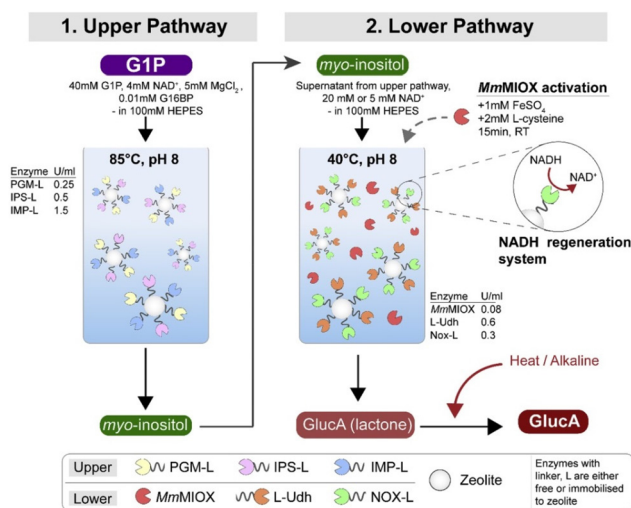 1. Upper Pathway
G1P
40mM G1P, 4mM NAD⁺, 5mM MgCl₂,
0.01mM G16BP
- in 100mM HEPES
85°C, pH 8
Enzyme U/ml
PGM-L 0.25
IPS-L 0.5
IMP-L 1.5
myo-inositol
2. Lower Pathway
myo-inositol
Supernatant from upper pathway,
20 mM or 5 mM NAD⁺
- in 100mM HEPES
40°C, pH 8
MmMIOX activation
+1mM FeSO₄
+2mM L-cysteine
15min, RT
NADH
NAD⁺
NADH regeneration
system
Enzyme U/ml
MmMIOX 0.08
L-Udh 0.6
Nox-L 0.3
Heat / Alkaline
GlucA (lactone)
GlucA
Upper PGM-L IPS-L IMP-L
Lower MmMIOX L-Udh NOX-L
Zeolite
Enzymes with
linker, L are either
free or immobilised
to zeolite